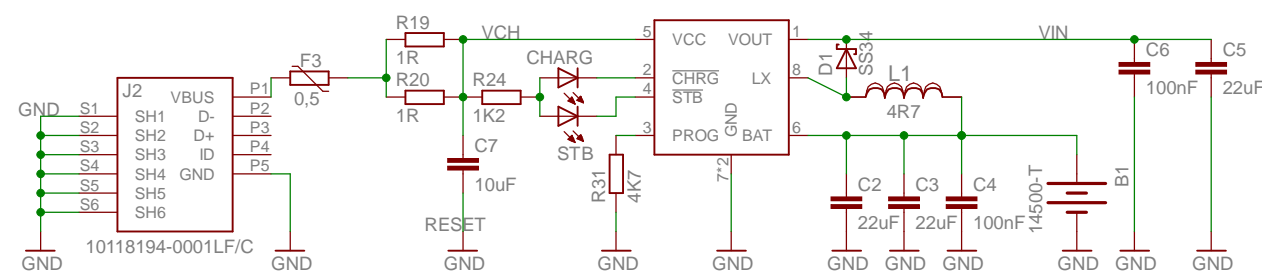 J2
10118194-0001LF/C
GND
S1
S2
S3
S4
S5
S6
SH1
SH2
SH3
SH4
SH5
SH6
VBUS
D-
D+
ID
GND
P1
P2
P3
P4
P5
GND
GND
F3
0,5
R19
1R
R20
1R
VCH
R24
1K2
CHARG
STB
C7
10uF
RESET
GND
R31
4K7
GND
5
2
4
3
VCC
CHRG
STB
PROG
VOUT
LX
GND
BAT
1
8
6
7*2
GND
D1
SS34
L1
4R7
VIN
C2
22uF
GND
C3
22uF
GND
C4
100nF
GND
14500-T
B1
GND
C6
100nF
GND
C5
22uF
GND